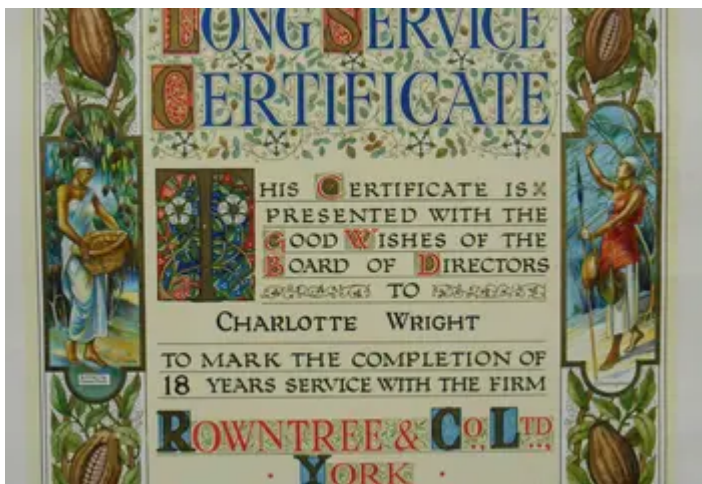 LONG SERVICE
CERTIFICATE
THIS CERTIFICATE IS
PRESENTED WITH THE
GOOD WISHES OF THE
BOARD OF DIRECTORS
TO
CHARLOTTE WRIGHT
TO MARK THE COMPLETION OF
18 YEARS SERVICE WITH THE FIRM
ROWNTREE & CO. LTD
· YORK ·